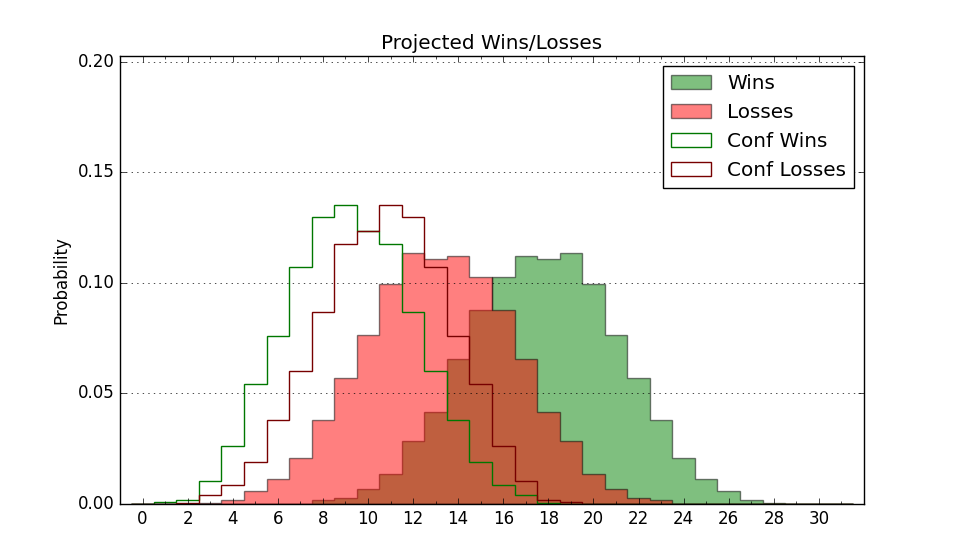 Projected Wins/Losses
0.20
0.15
0.10
0.05
0.00
Probability
Wins
Losses
Conf Wins
Conf Losses
0 2 4 6 8 10 12 14 16 18 20 22 24 26 28 30